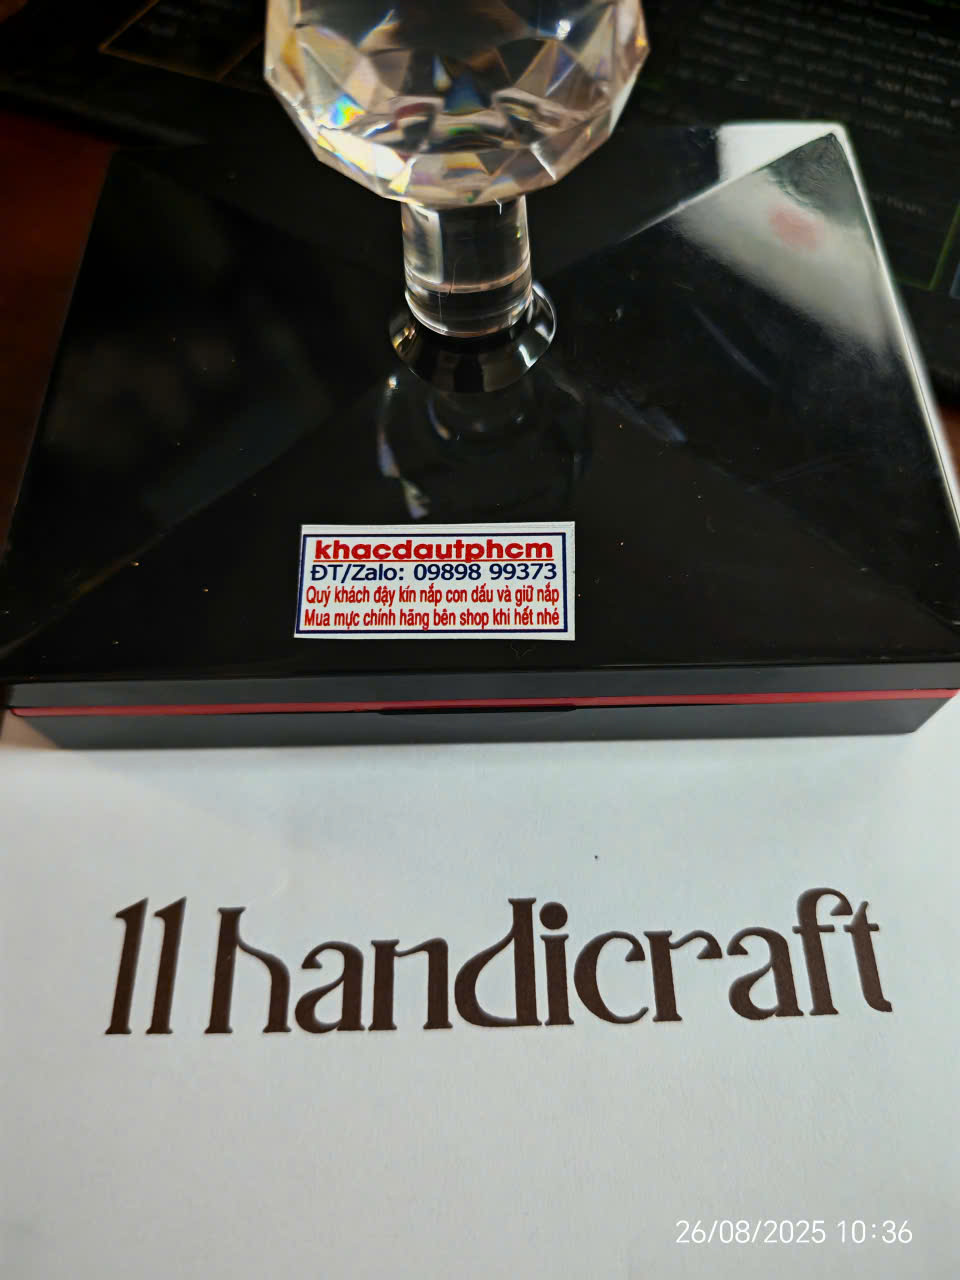 khacdautphcm
ĐT/Zalo: 09898 99373
Quý khách đậy kín nắp con dấu và giữ nắp
Mua mực chính hãng bên shop khi hết nhé
11 handicraft
26/08/2025 10:36